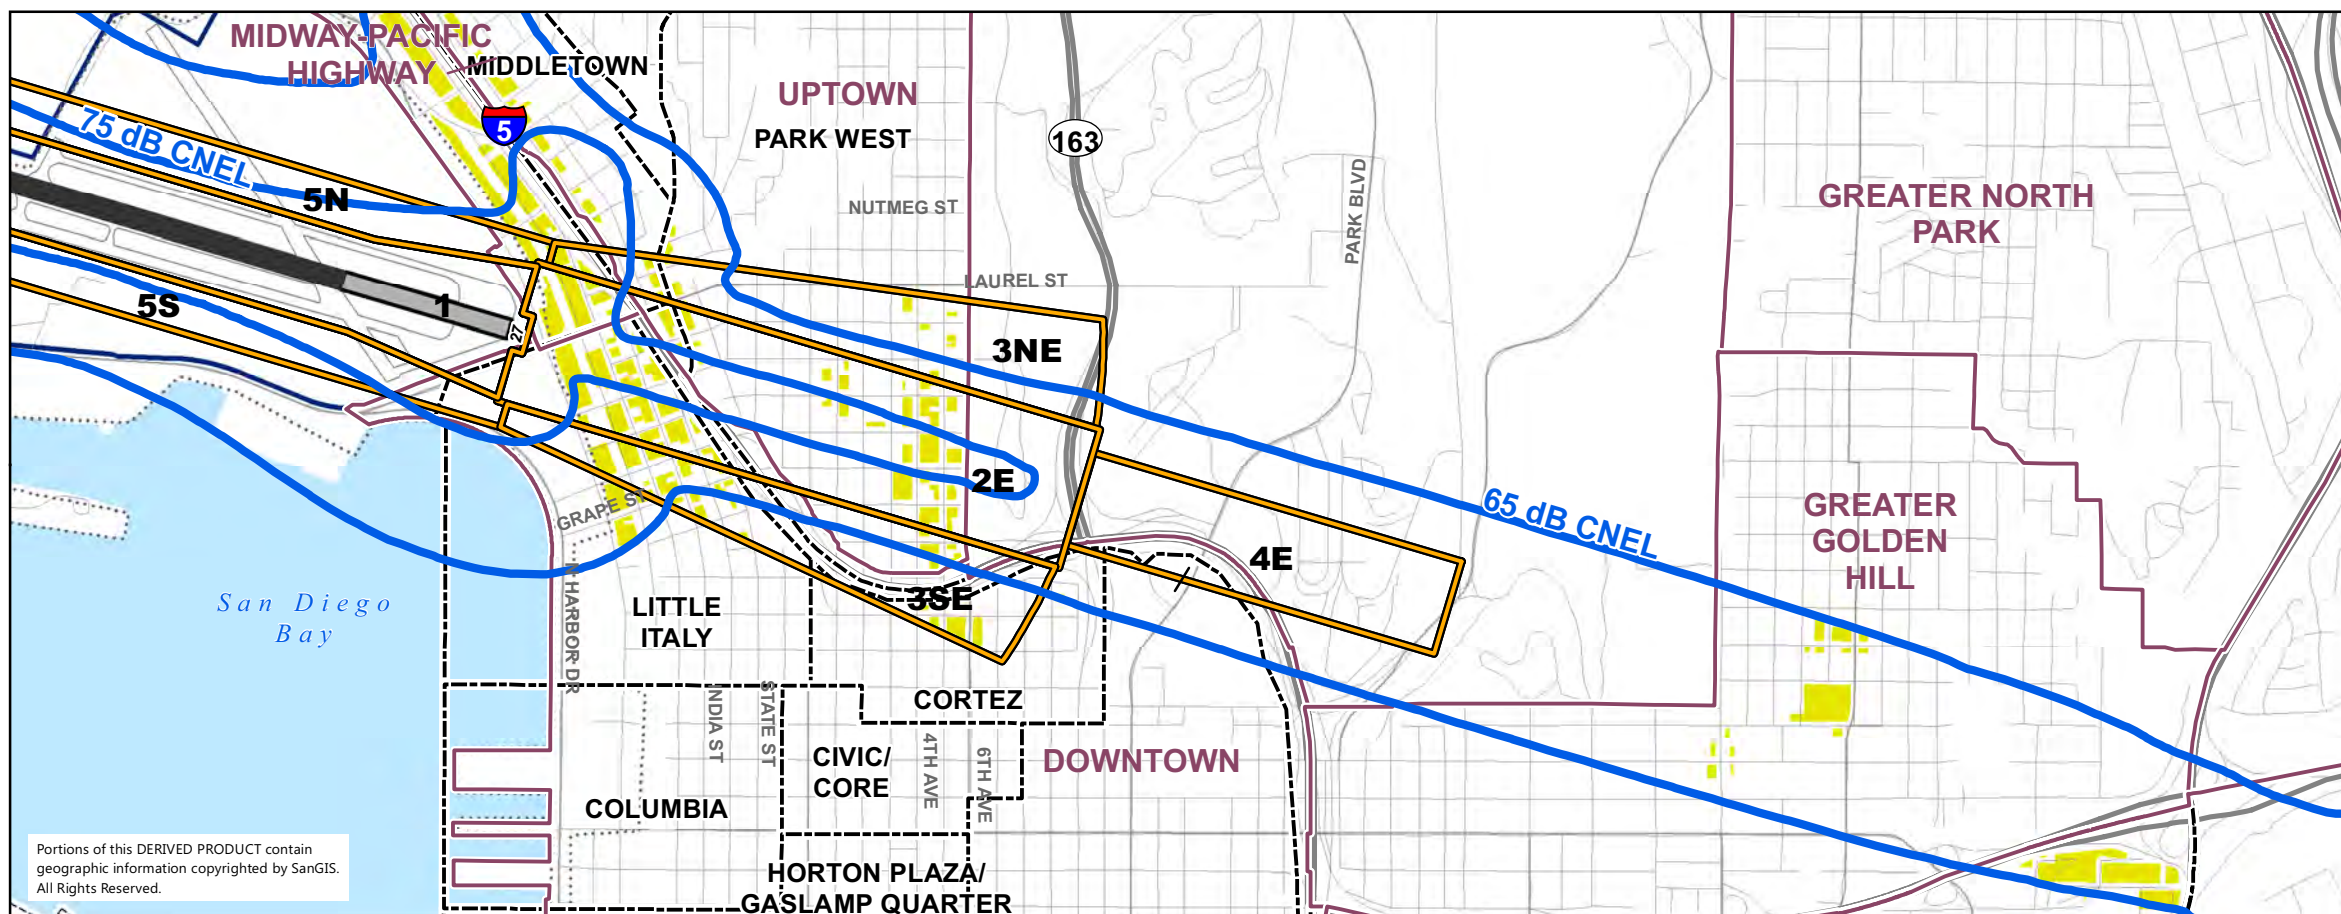 MIDWAY-PACIFIC
HIGHWAY
MIDDLETOWN
UPTOWN
PARK WEST
5
163
75 dB CNEL
5N
NUTMEG ST
PARK BLVD
GREATER NORTH
PARK
LAUREL ST
5S
1
27
3NE
2E
GRAPE ST
65 dB CNEL
GREATER
GOLDEN
HILL
4E
3SE
San Diego
Bay
N HARBOR DR
LITTLE
ITALY
CORTEZ
INDIA ST
STATE ST
CIVIC/
CORE
4TH AVE
6TH AVE
DOWNTOWN
COLUMBIA
HORTON PLAZA/
GASLAMP QUARTER
Portions of this DERIVED PRODUCT contain
geographic information copyrighted by SanGIS.
All Rights Reserved.